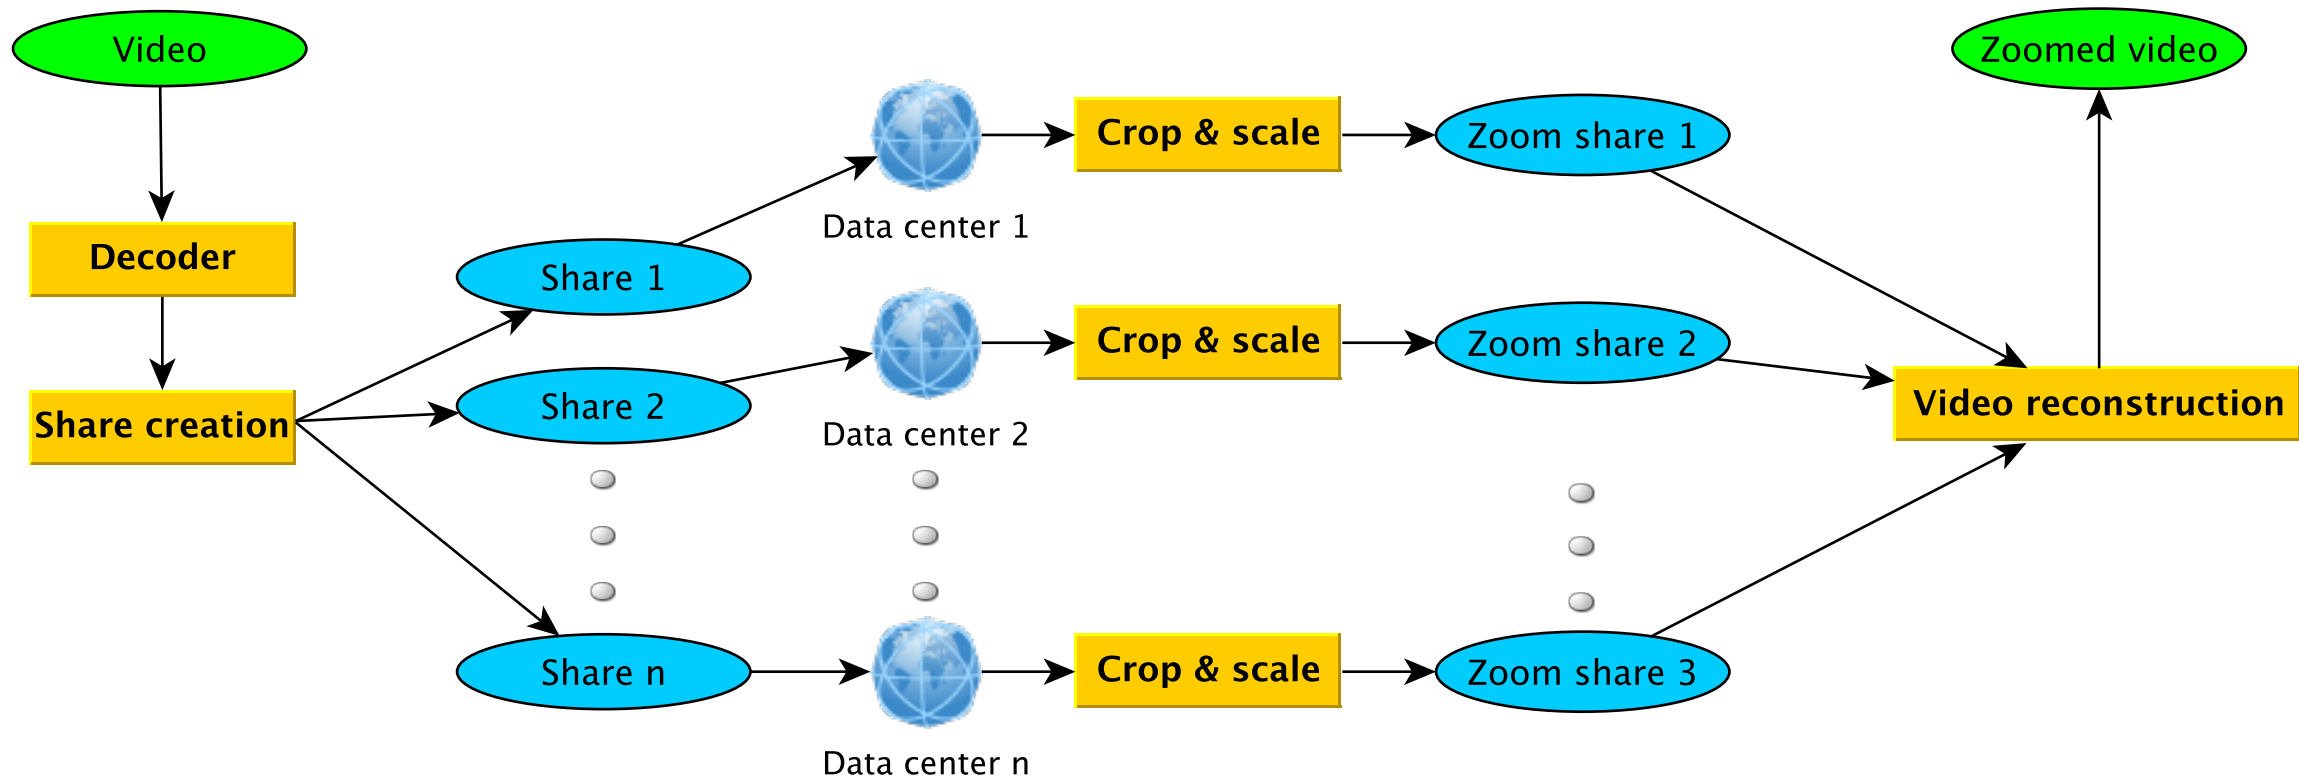 Video
Zoomed video
Crop & scale
Zoom share 1
Data center 1
Decoder
Share 1
Crop & scale
Zoom share 2
Share 2
Data center 2
Share creation
Video reconstruction
Share n
Crop & scale
Zoom share 3
Data center n